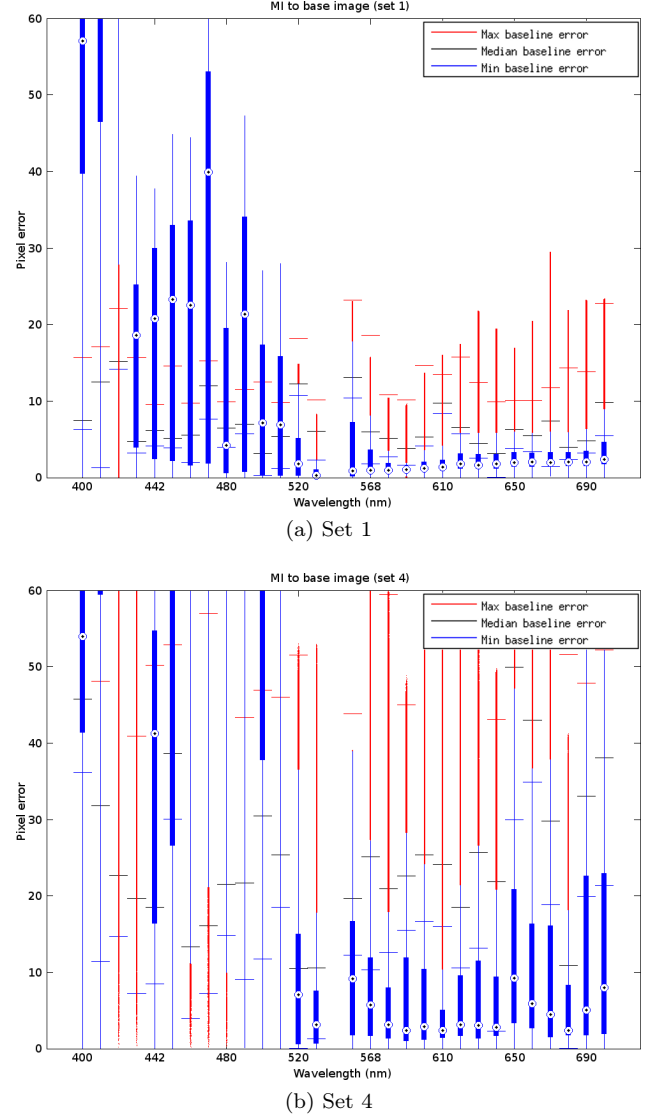 MI to base image (set 1)
60
Max baseline error
Median baseline error
Min baseline error
50
40
Pixel error
30
20
10
0
400 442 480 520 568 610 650 690
Wavelength (nm)
(a) Set 1
MI to base image (set 4)
60
Max baseline error
Median baseline error
Min baseline error
50
40
Pixel error
30
20
10
0
400 442 480 520 568 610 650 690
Wavelength (nm)
(b) Set 4